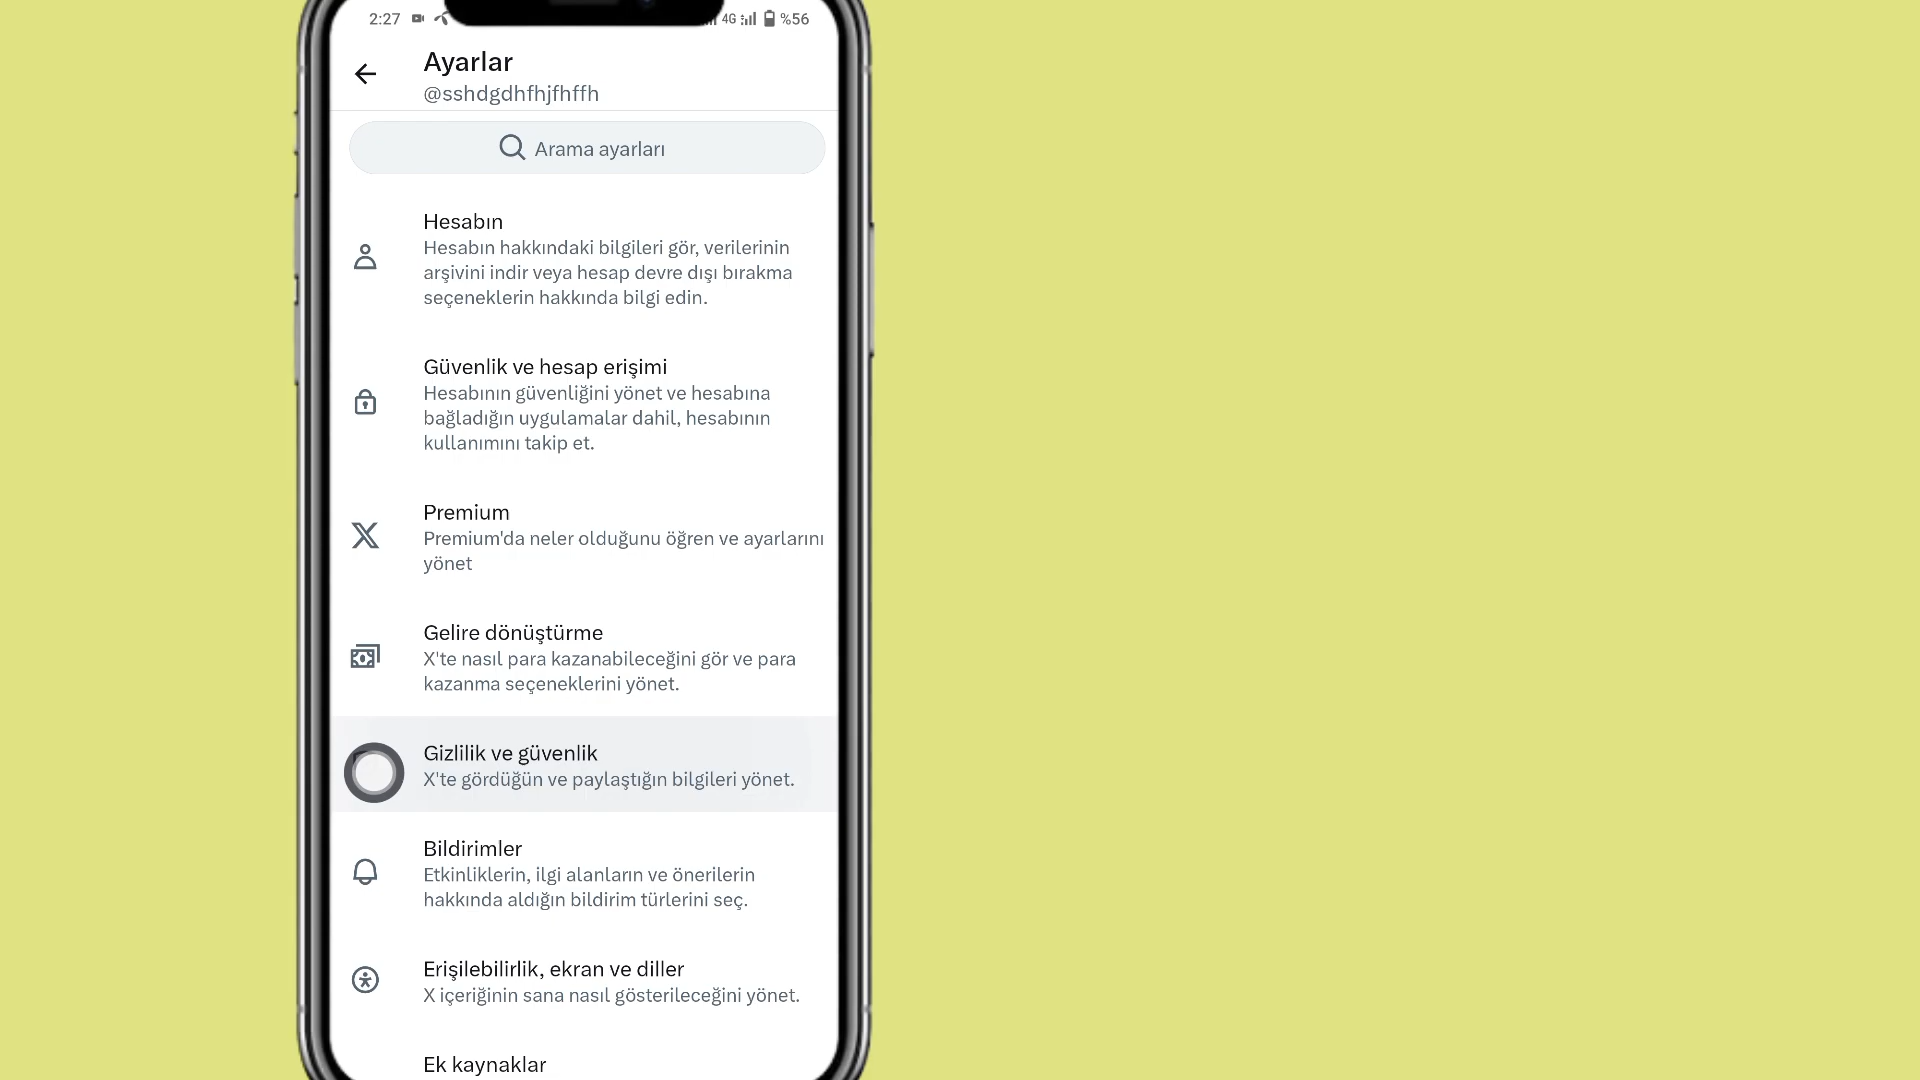 2:27 4G %56
Ayarlar
@sshdgdhfhjfhffh
Arama ayarları
Hesabın
Hesabın hakkındaki bilgileri gör, verilerinin
arşivini indir veya hesap devre dışı bırakma
seçeneklerin hakkında bilgi edin.
Güvenlik ve hesap erişimi
Hesabının güvenliğini yönet ve hesabına
bağladığın uygulamalar dahil, hesabının
kullanımını takip et.
Premium
Premium'da neler olduğunu öğren ve ayarlarını
yönet
Gelire dönüştürme
X'te nasıl para kazanabileceğini gör ve para
kazanma seçeneklerini yönet.
Gizlilik ve güvenlik
X'te gördüğün ve paylaştığın bilgileri yönet.
Bildirimler
Etkinliklerin, ilgi alanların ve önerilerin
hakkında aldığın bildirim türlerini seç.
Erişilebilirlik, ekran ve diller
X içeriğinin sana nasıl gösterileceğini yönet.
Ek kaynaklar